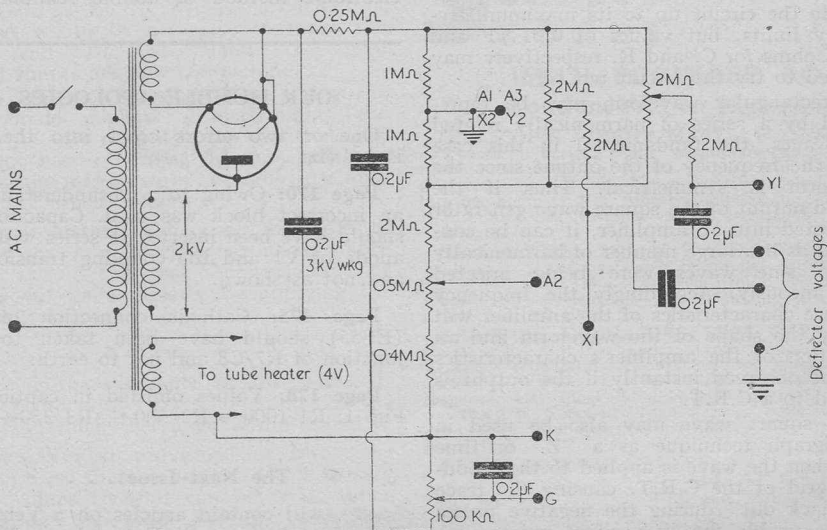 0·25MΩ
1MΩ
A1 A3
X2 Y2
1MΩ
2MΩ
2MΩ
2MΩ
2MΩ
Y1
0·2μF
0·2μF
3kV wkg
2kV
2MΩ
0·5MΩ
A2
0·2μF
0·2μF
X1
Deflector voltages
AC MAINS
0·4MΩ
To tube heater (4V)
K
0·2μF
G
100KΩ